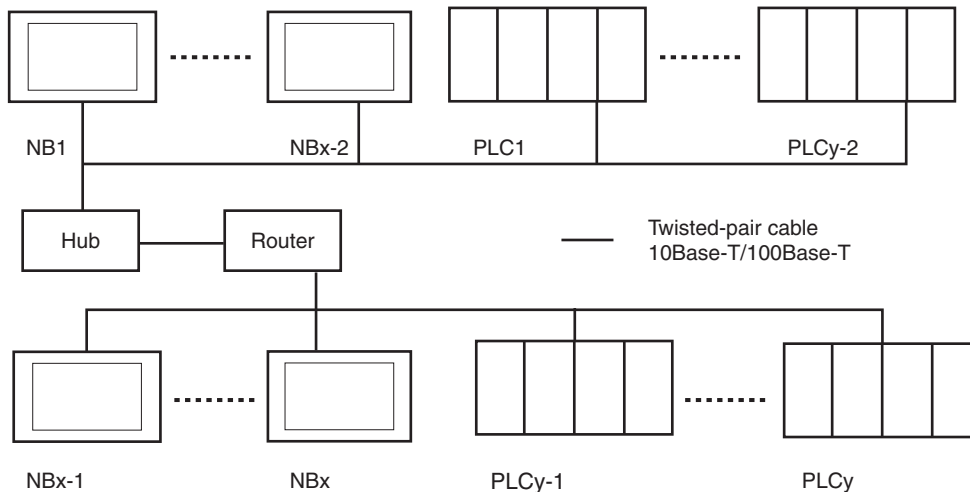 NB1
NBx-2
PLC1
PLCy-2
Hub
Router
Twisted-pair cable
10Base-T/100Base-T
NBx-1
NBx
PLCy-1
PLCy